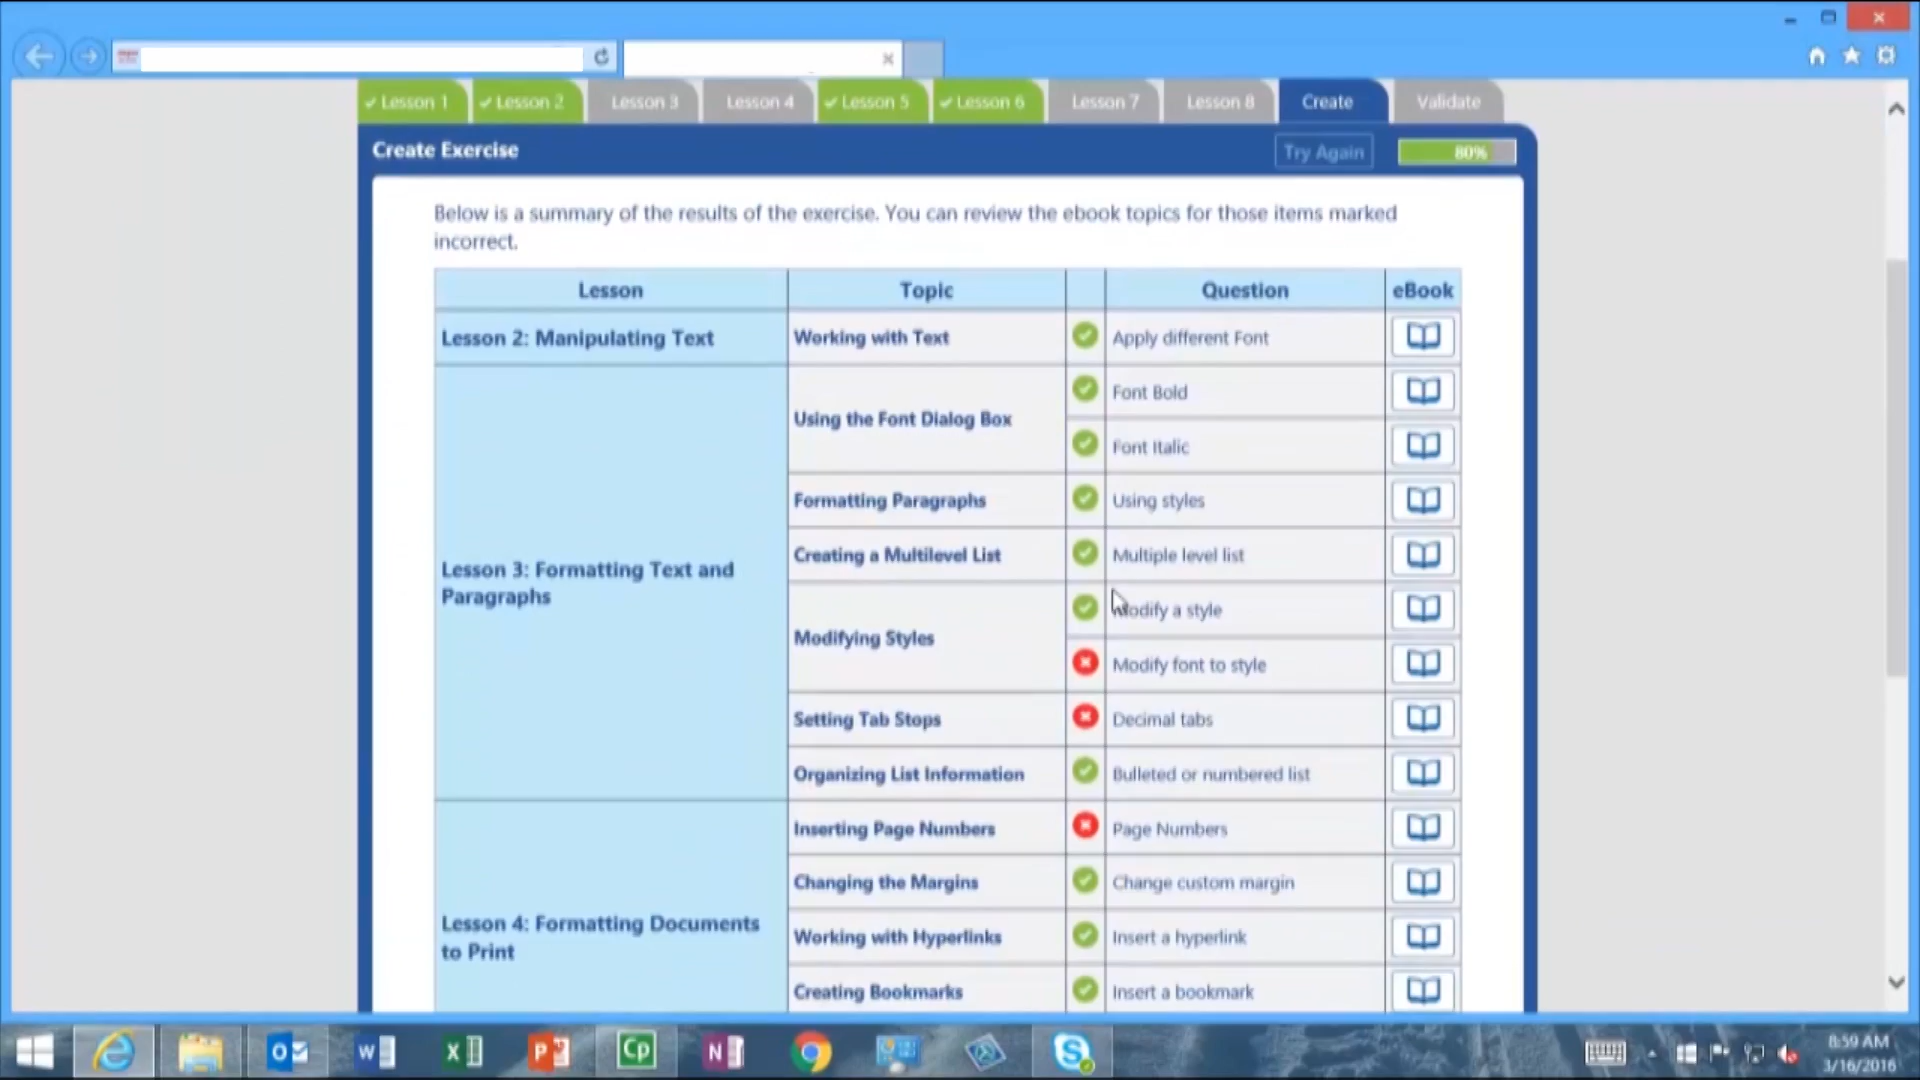 Lesson 1
Lesson 2
Lesson 3
Lesson 4
Lesson 5
Lesson 6
Lesson 7
Lesson 8
Create
Validate
Create Exercise
Try Again
80%
Below is a summary of the results of the exercise. You can review the ebook topics for those items marked
incorrect.
Lesson
Topic
Question
eBook
Lesson 2: Manipulating Text
Working with Text
Apply different Font
Lesson 3: Formatting Text and
Paragraphs
Using the Font Dialog Box
Font Bold
Font Italic
Formatting Paragraphs
Using styles
Creating a Multilevel List
Multiple level list
Modifying Styles
Modify a style
Modify font to style
Setting Tab Stops
Decimal tabs
Organizing List Information
Bulleted or numbered list
Lesson 4: Formatting Documents
to Print
Inserting Page Numbers
Page Numbers
Changing the Margins
Change custom margin
Working with Hyperlinks
Insert a hyperlink
Creating Bookmarks
Insert a bookmark
8:59 AM
3/16/2016